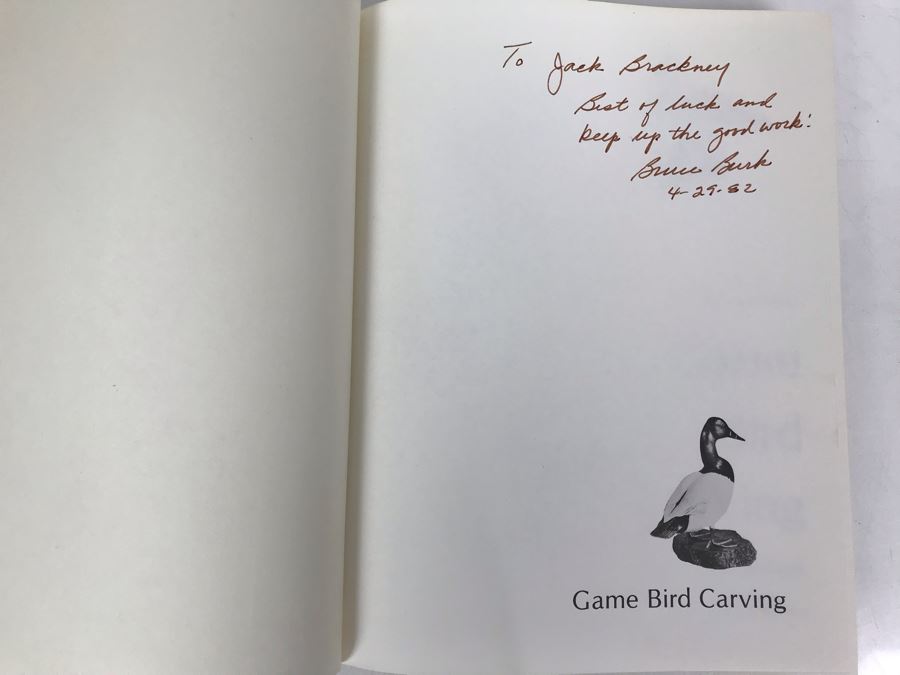 To Jack Brackney
Best of luck and
keep up the good work!
Bruce Burk
4-29-82
Game Bird Carving